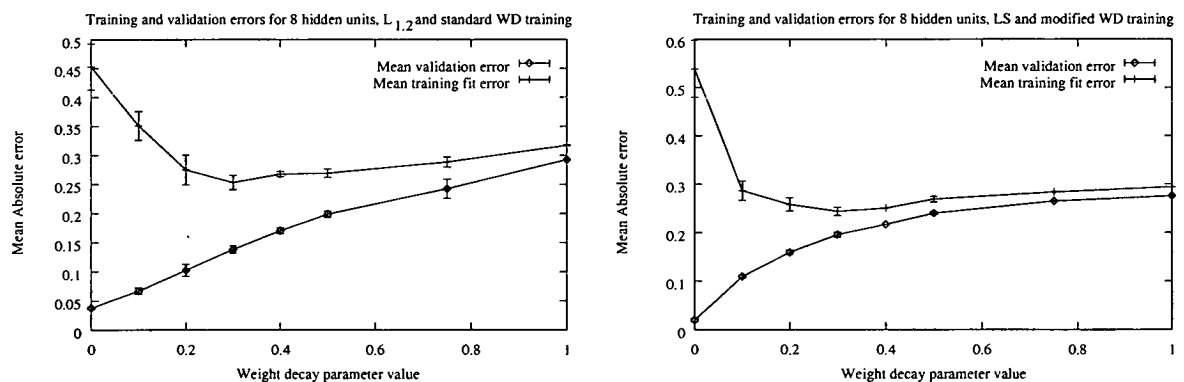 Training and validation errors for 8 hidden units, L1.2 and standard WD training
0.5
0.45
0.4
0.35
0.3
0.25
0.2
0.15
0.1
0.05
0
Mean Absolute error
Mean validation error
Mean training fit error
0 0.2 0.4 0.6 0.8 1
Weight decay parameter value
Training and validation errors for 8 hidden units, LS and modified WD training
0.6
0.5
0.4
0.3
0.2
0.1
0
Mean Absolute error
Mean validation error
Mean training fit error
0 0.2 0.4 0.6 0.8 1
Weight decay parameter value